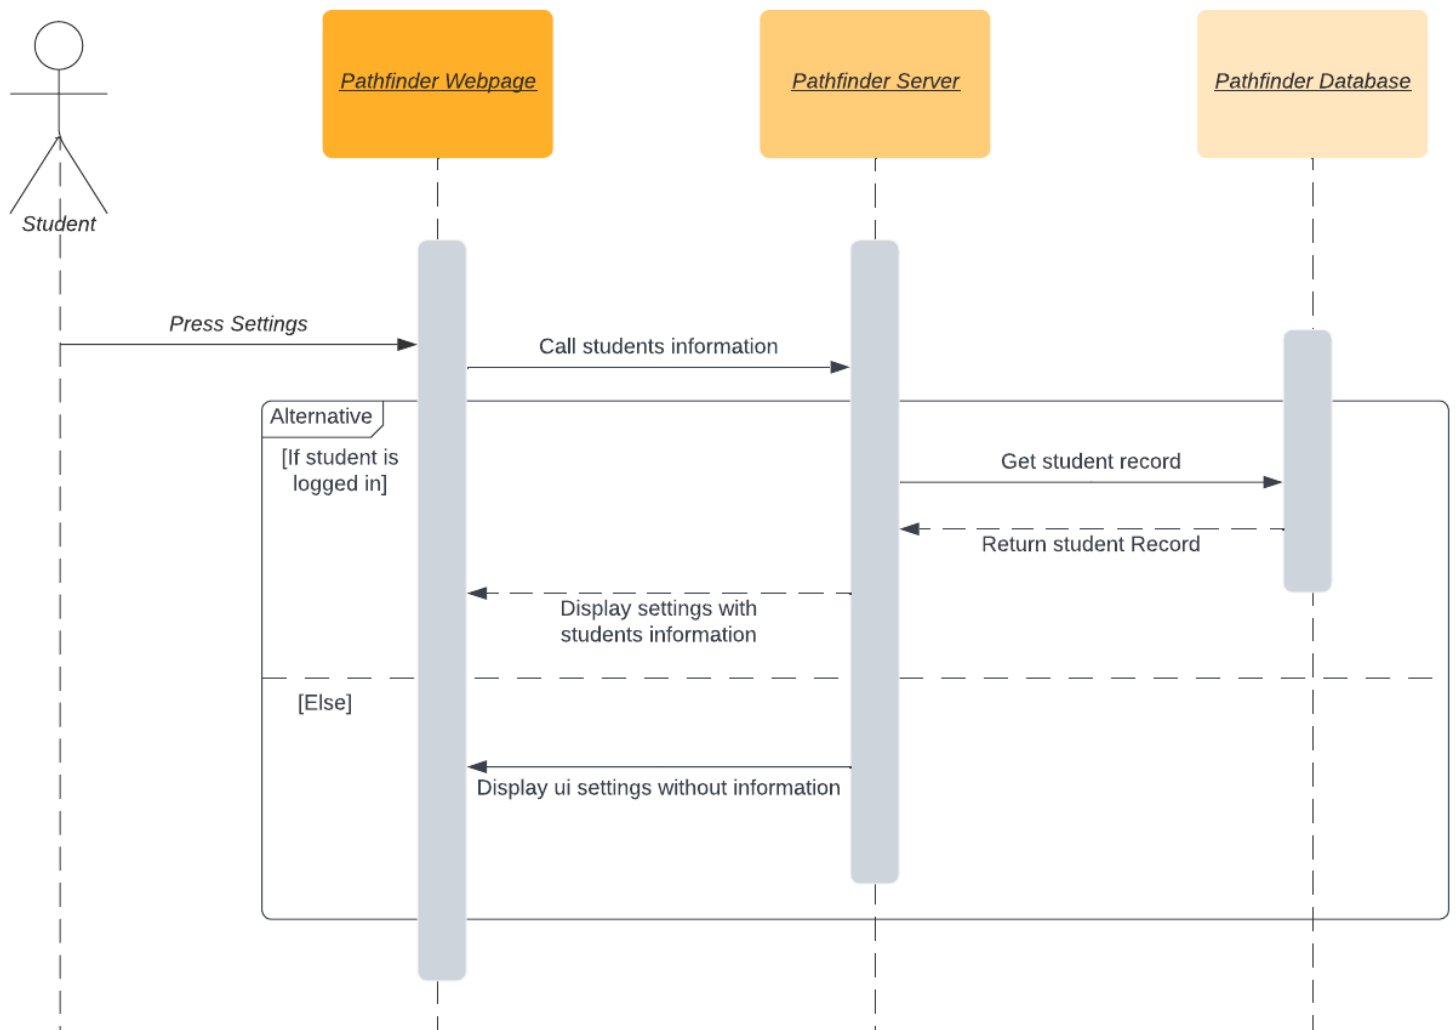 Pathfinder Webpage
Pathfinder Server
Pathfinder Database
Student
Press Settings
Call students information
Alternative
[If student is
logged in]
Get student record
Return student Record
Display settings with
students information
[Else]
Display ui settings without information